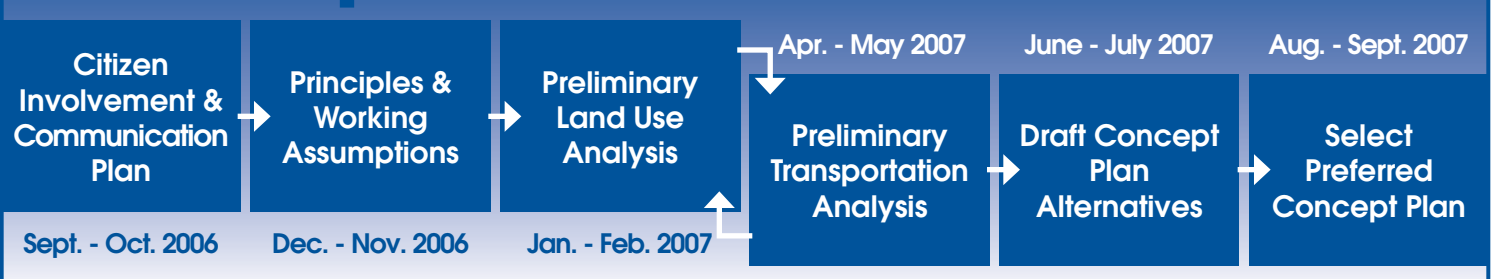 Citizen
Involvement &
Communication
Plan
Sept. - Oct. 2006
Principles &
Working
Assumptions
Dec. - Nov. 2006
Preliminary
Land Use
Analysis
Jan. - Feb. 2007
Apr. - May 2007
Preliminary
Transportation
Analysis
June - July 2007
Draft Concept
Plan
Alternatives
Aug. - Sept. 2007
Select
Preferred
Concept Plan